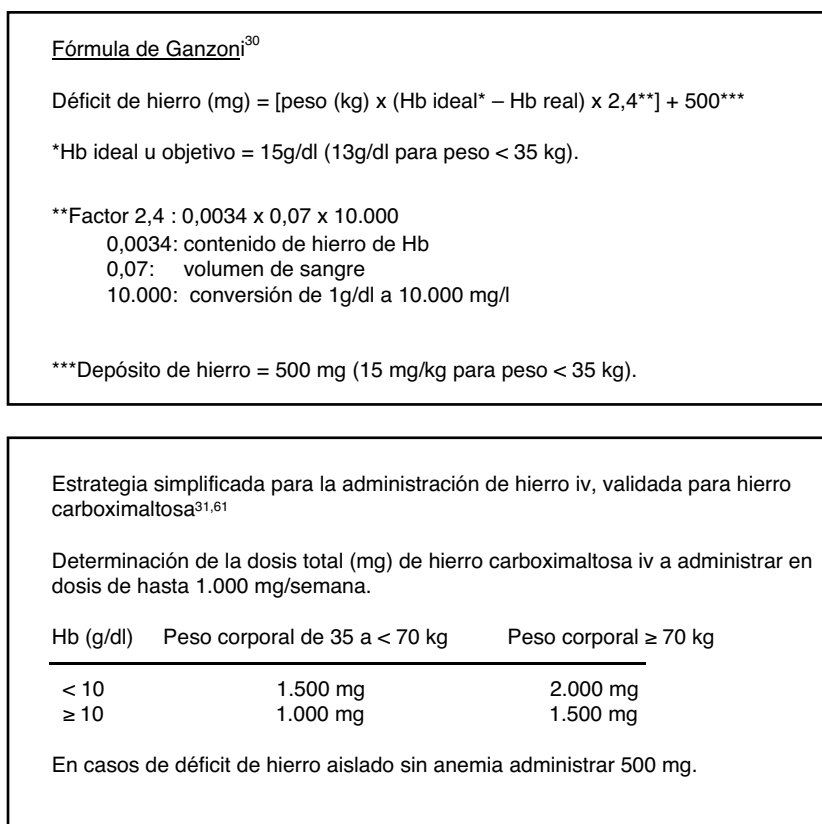 Fórmula de Ganzoni30
Déficit de hierro (mg) = [peso (kg) x (Hb ideal* – Hb real) x 2,4**] + 500***
*Hb ideal u objetivo = 15g/dl (13g/dl para peso < 35 kg).
**Factor 2,4 : 0,0034 x 0,07 x 10.000
0,0034: contenido de hierro de Hb
0,07: volumen de sangre
10.000: conversión de 1g/dl a 10.000 mg/l
***Depósito de hierro = 500 mg (15 mg/kg para peso < 35 kg).
Estrategia simplificada para la administración de hierro iv, validada para hierro
carboximaltosa31,61
Determinación de la dosis total (mg) de hierro carboximaltosa iv a administrar en
dosis de hasta 1.000 mg/semana.
Hb (g/dl) Peso corporal de 35 a < 70 kg Peso corporal ≥ 70 kg
< 10 1.500 mg 2.000 mg
≥ 10 1.000 mg 1.500 mg
En casos de déficit de hierro aislado sin anemia administrar 500 mg.